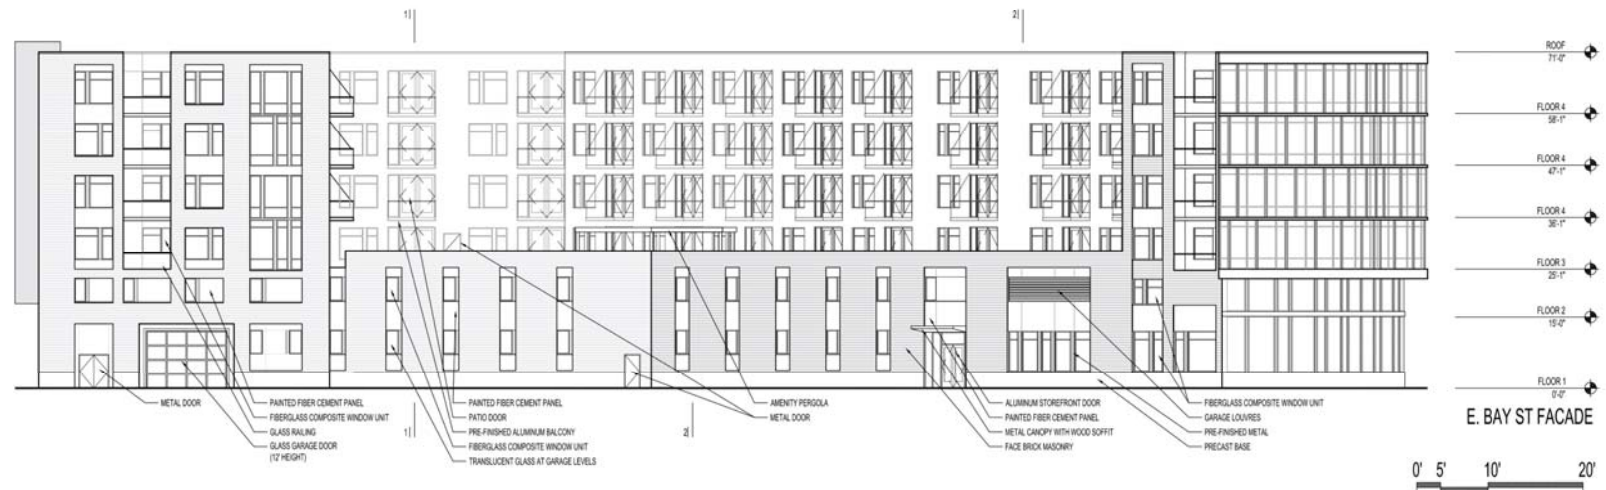 1
2
ROOF
71'-0"
FLOOR 4
58'-1"
FLOOR 4
47'-1"
FLOOR 4
36'-1"
FLOOR 3
25'-1"
FLOOR 2
15'-0"
FLOOR 1
0'-0"
METAL DOOR
PAINTED FIBER CEMENT PANEL
FIBERGLASS COMPOSITE WINDOW UNIT
GLASS RAILING
GLASS GARAGE DOOR
(12' HEIGHT)
1
PAINTED FIBER CEMENT PANEL
PATIO DOOR
PRE-FINISHED ALUMINUM BALCONY
FIBERGLASS COMPOSITE WINDOW UNIT
TRANSLUCENT GLASS AT GARAGE LEVELS
2
AMENITY PERGOLA
METAL DOOR
ALUMINUM STOREFRONT DOOR
PAINTED FIBER CEMENT PANEL
METAL CANOPY WITH WOOD SOFFIT
FACE BRICK MASONRY
FIBERGLASS COMPOSITE WINDOW UNIT
GARAGE LOUVRES
PRE-FINISHED METAL
PRECAST BASE
E. BAY ST FACADE
0' 5' 10' 20'